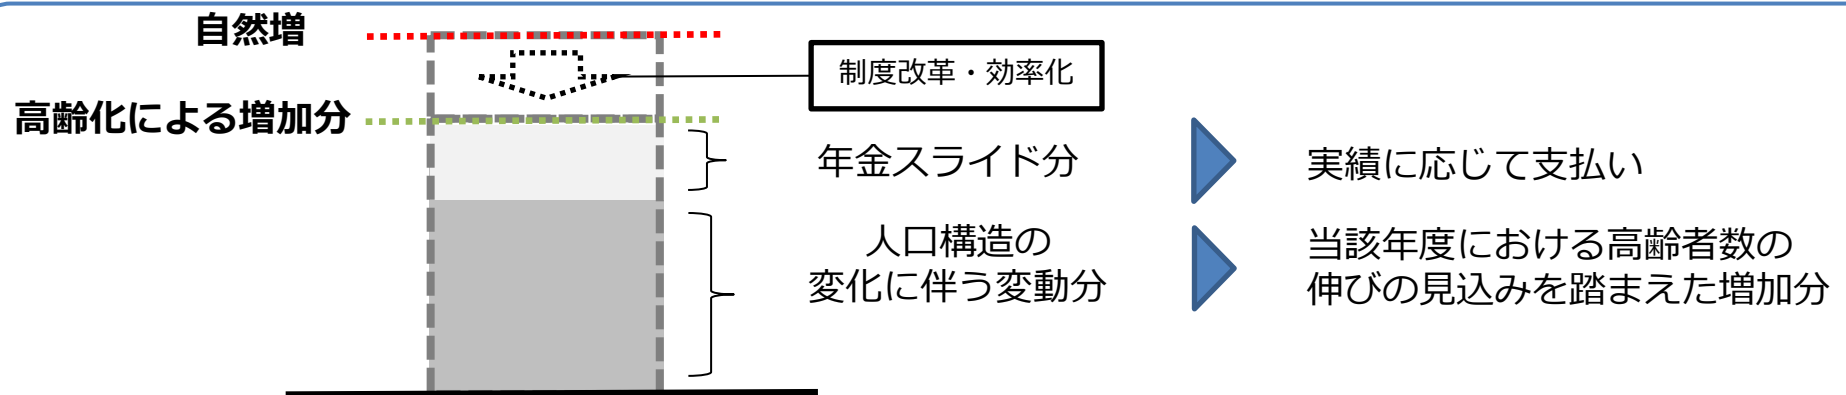 自然増
制度改革・効率化
高齢化による増加分
年金スライド分
実績に応じて支払い
人口構造の
変化に伴う変動分
当該年度における高齢者数の
伸びの見込みを踏まえた増加分